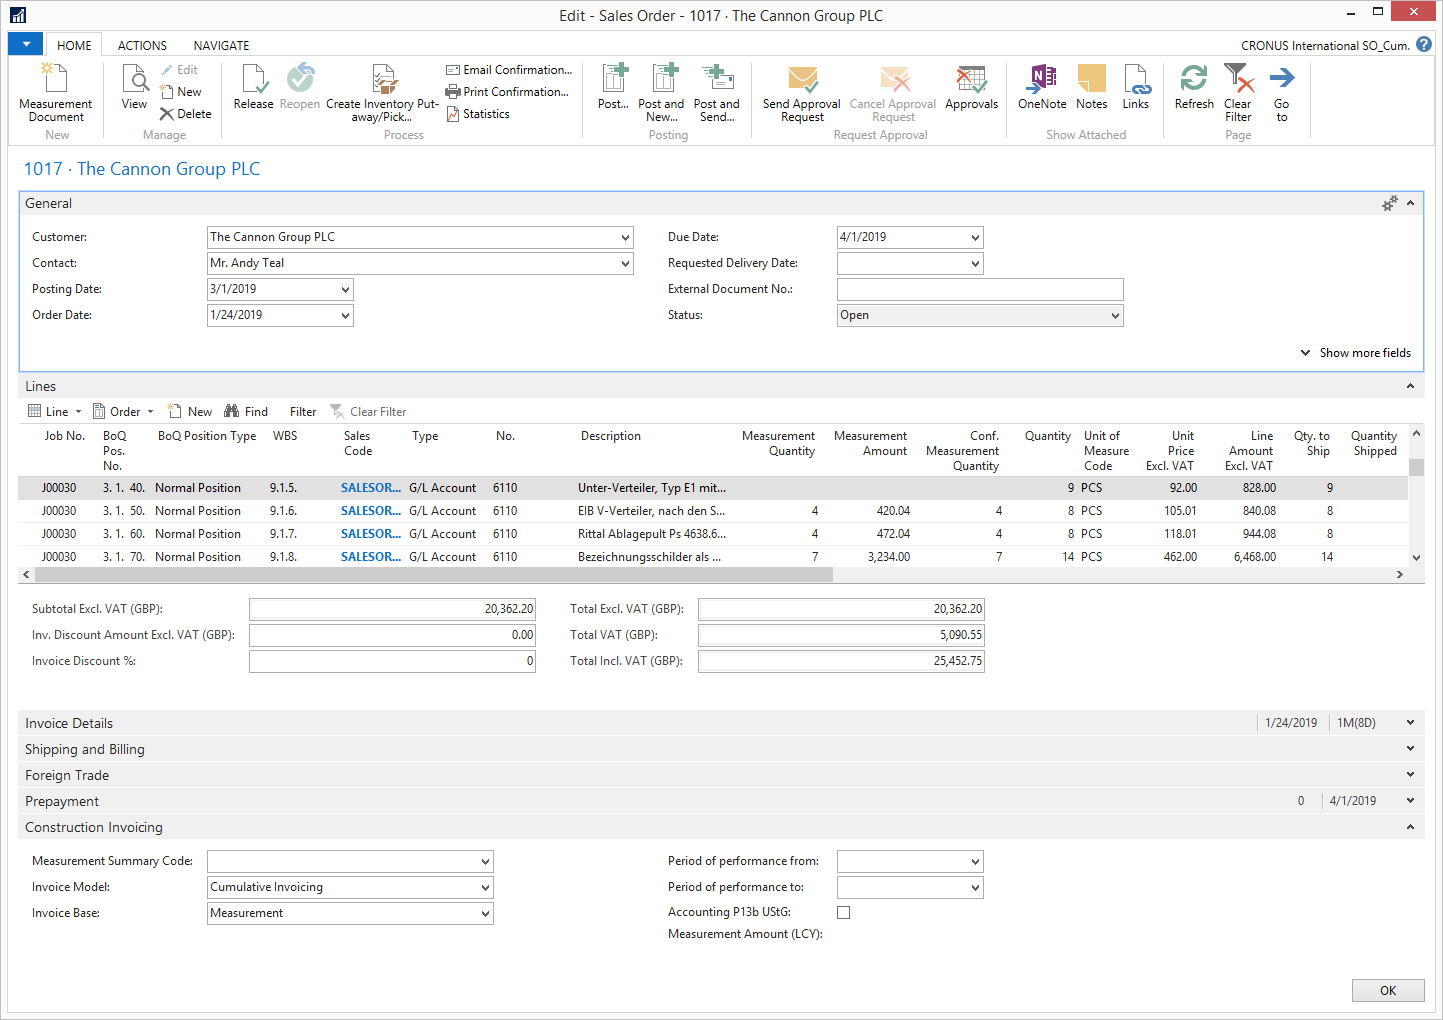 Edit - Sales Order - 1017 · The Cannon Group PLC
HOME ACTIONS NAVIGATE CRONUS International SO_Cum. ?
Measurement Document
New
View
Edit
New
Delete
Manage
Release
Reopen
Create Inventory Put-away/Pick...
Email Confirmation...
Print Confirmation...
Statistics
Process
Post...
Post and New...
Post and Send...
Posting
Send Approval Request
Cancel Approval Request
Approvals
Request Approval
OneNote
Notes
Links
Show Attached
Refresh
Clear Filter
Go to
Page
1017 · The Cannon Group PLC
General
Customer: The Cannon Group PLC
Contact: Mr. Andy Teal
Posting Date: 3/1/2019
Order Date: 1/24/2019
Due Date: 4/1/2019
Requested Delivery Date:
External Document No.:
Status: Open
Show more fields
Lines
Line Order New Find Filter Clear Filter
Job No. BoQ Pos. No. BoQ Position Type WBS Sales Code Type No. Description Measurement Quantity Measurement Amount Conf. Measurement Quantity Quantity Unit of Measure Code Unit Price Excl. VAT Line Amount Excl. VAT Qty. to Ship Quantity Shipped
J00030 3. 1. 40. Normal Position 9.1.5. SALESOR... G/L Account 6110 Unter-Verteiler, Typ E1 mit... 9 PCS 92.00 828.00 9
J00030 3. 1. 50. Normal Position 9.1.6. SALESOR... G/L Account 6110 EIB V-Verteiler, nach den S... 4 420.04 4 8 PCS 105.01 840.08 8
J00030 3. 1. 60. Normal Position 9.1.7. SALESOR... G/L Account 6110 Rittal Ablagepult Ps 4638.6... 4 472.04 4 8 PCS 118.01 944.08 8
J00030 3. 1. 70. Normal Position 9.1.8. SALESOR... G/L Account 6110 Bezeichnungsschilder als ... 7 3,234.00 7 14 PCS 462.00 6,468.00 14
Subtotal Excl. VAT (GBP): 20,362.20
Inv. Discount Amount Excl. VAT (GBP): 0.00
Invoice Discount %: 0
Total Excl. VAT (GBP): 20,362.20
Total VAT (GBP): 5,090.55
Total Incl. VAT (GBP): 25,452.75
Invoice Details 1/24/2019 1M(8D)
Shipping and Billing
Foreign Trade
Prepayment 0 4/1/2019
Construction Invoicing
Measurement Summary Code:
Invoice Model: Cumulative Invoicing
Invoice Base: Measurement
Period of performance from:
Period of performance to:
Accounting P13b UStG:
Measurement Amount (LCY):
OK